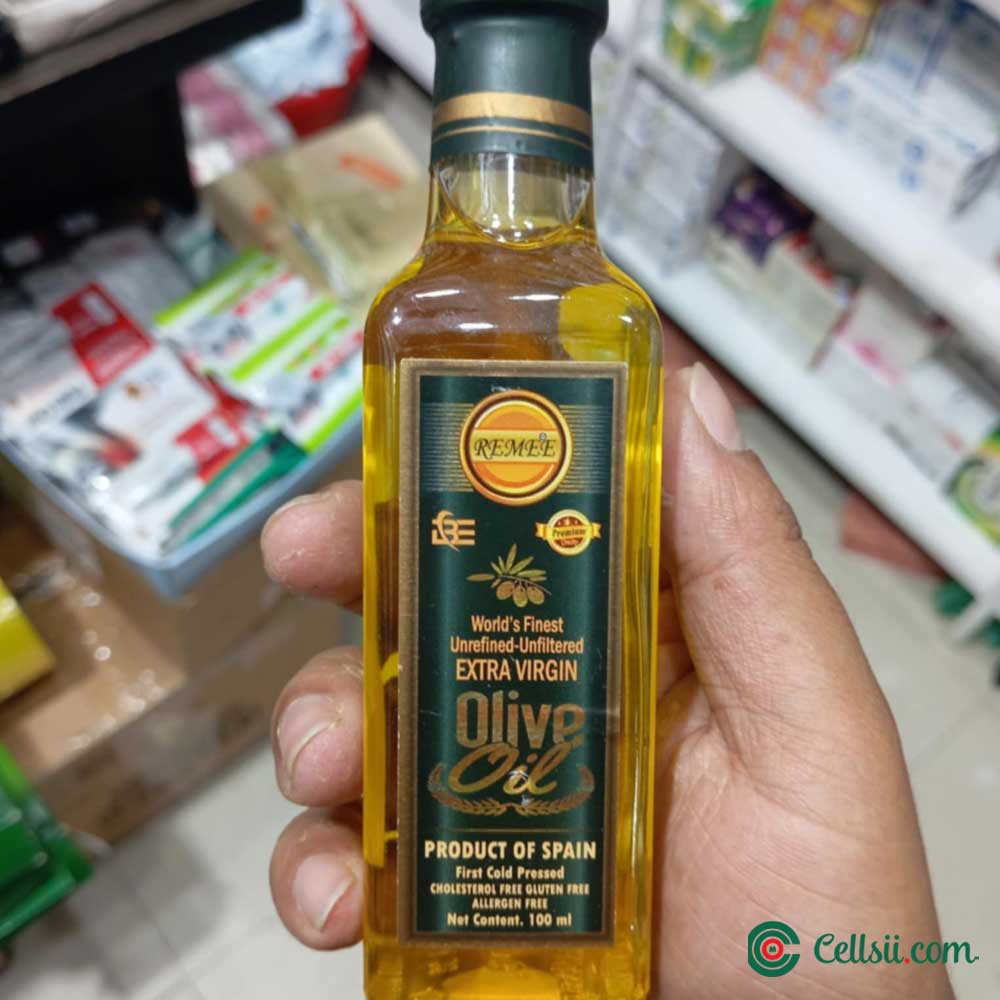 REMEE
Premium
World's Finest
Unrefined-Unfiltered
EXTRA VIRGIN
Olive
Oil
PRODUCT OF SPAIN
First Cold Pressed
CHOLESTEROL FREE GLUTEN FREE
ALLERGEN FREE
Net Content. 100 ml
Cellsii.com